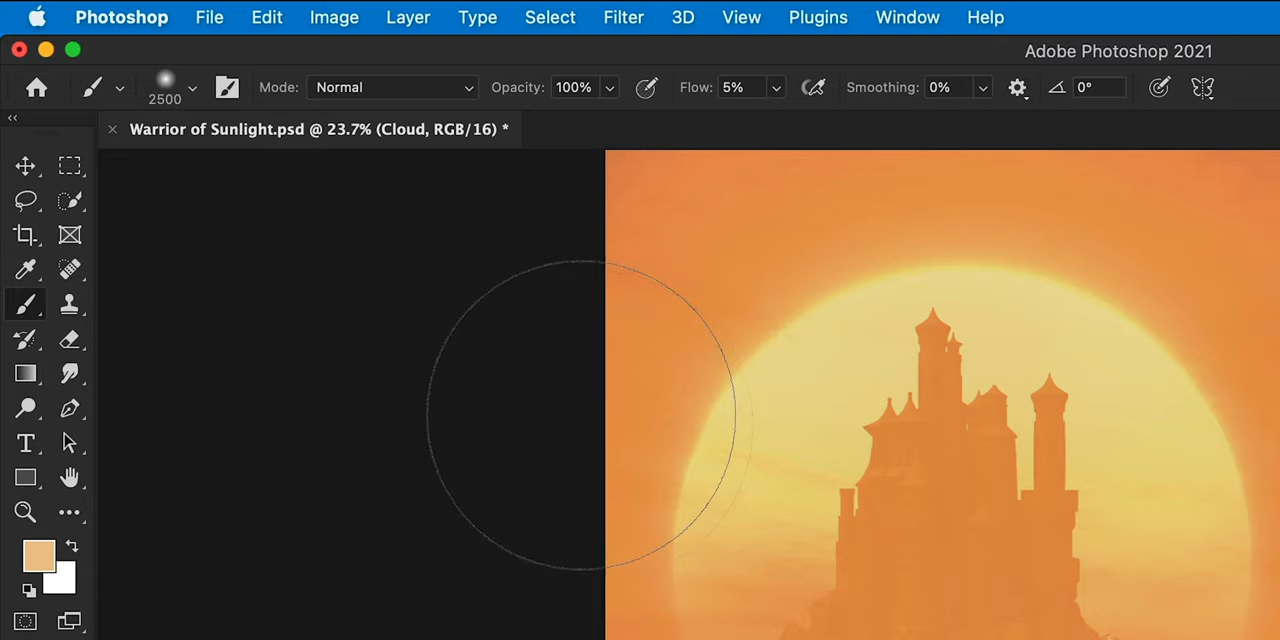 Photoshop File Edit Image Layer Type Select Filter 3D View Plugins Window Help
Adobe Photoshop 2021
2500 Mode: Normal Opacity: 100% Flow: 5% Smoothing: 0% 0°
Warrior of Sunlight.psd @ 23.7% (Cloud, RGB/16) *